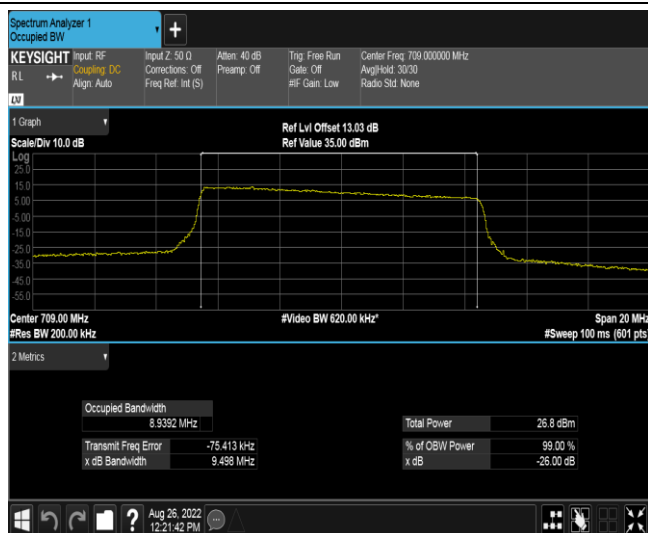 Spectrum Analyzer 1
Occupied BW
+
KEYSIGHT Input: RF Input Z: 50 Ω Atten: 40 dB Trig: Free Run Center Freq: 709.000000 MHz
RL Coupling: DC Corrections: Off Preamp: Off Gate: Off Avg|Hold: 30/30
Align: Auto Freq Ref: Int (S) #IF Gain: Low Radio Std: None
LXI
1 Graph
Ref Lvl Offset 13.03 dB
Scale/Div 10.0 dB Ref Value 35.00 dBm
Log
25.0
15.0
5.00
-5.00
-15.0
-25.0
-35.0
-45.0
-55.0
Center 709.00 MHz #Video BW 620.00 kHz* Span 20 MHz
#Res BW 200.00 kHz #Sweep 100 ms (601 pts
2 Metrics
Occupied Bandwidth
8.9392 MHz Total Power 26.8 dBm
Transmit Freq Error -75.413 kHz % of OBW Power 99.00 %
x dB Bandwidth 9.498 MHz x dB -26.00 dB
? Aug 26, 2022
12:21:42 PM